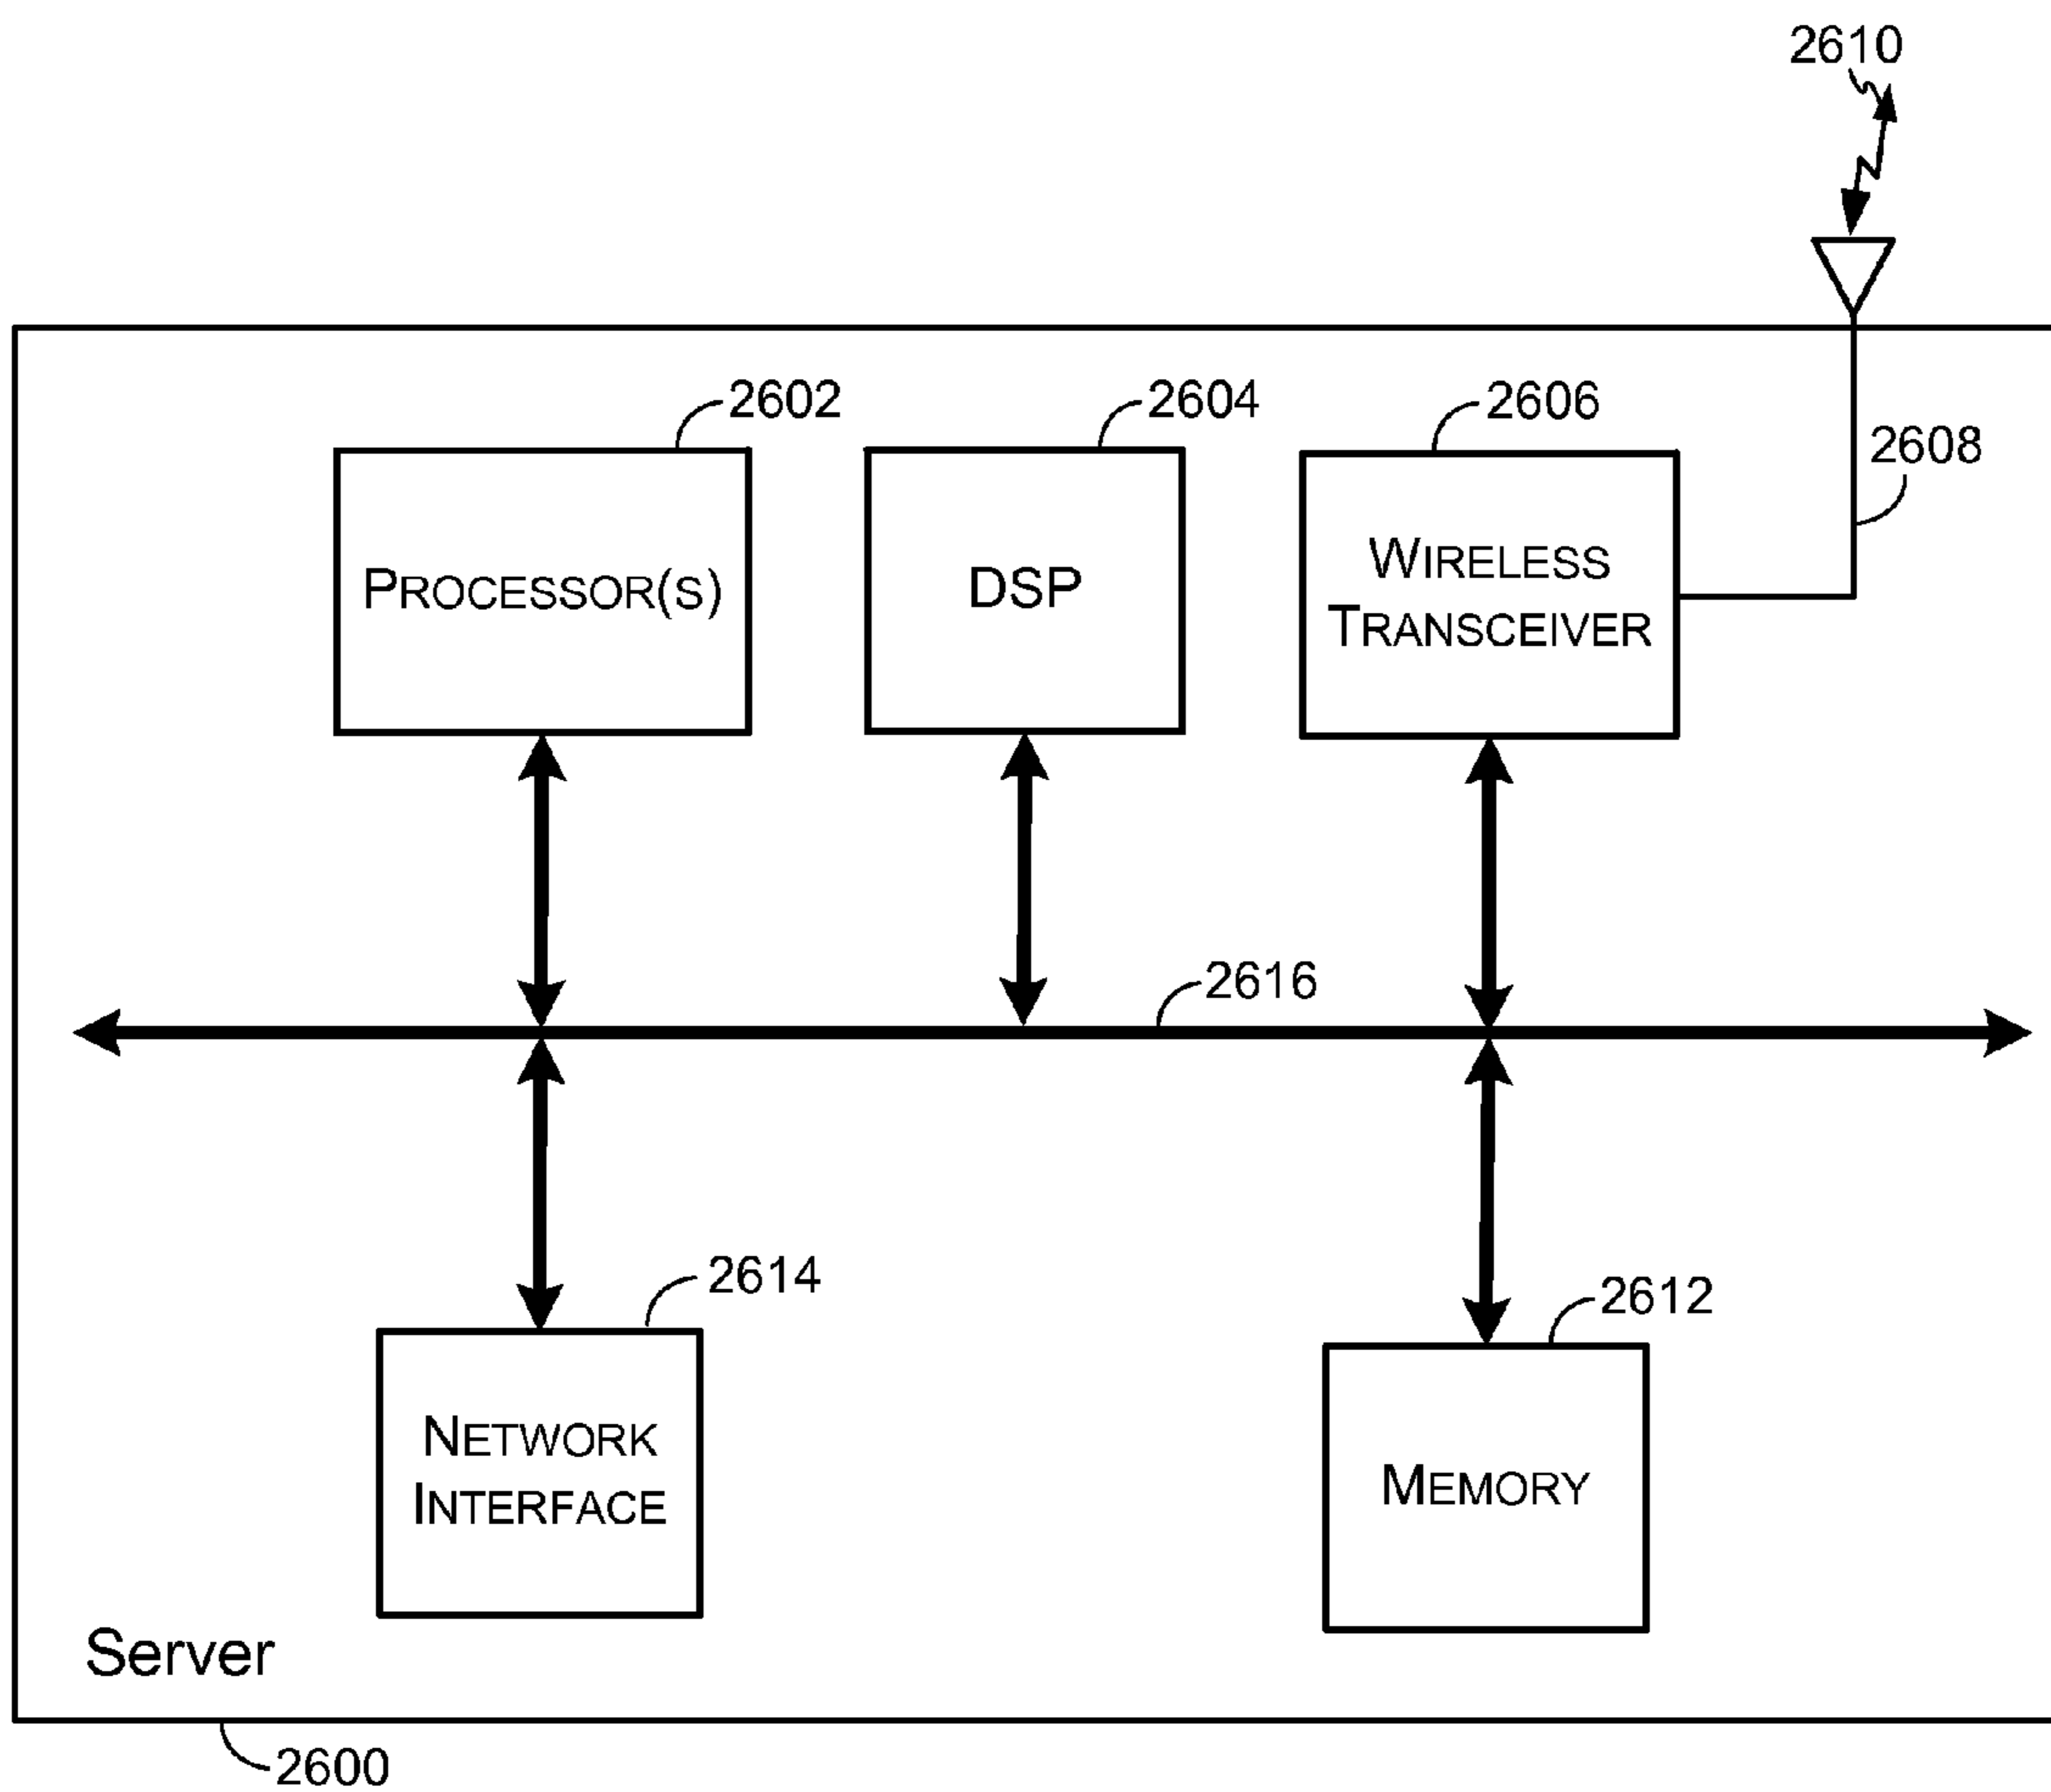 2610
2602
2604
2606
2608
PROCESSOR(S)
DSP
WIRELESS
TRANSCEIVER
2616
2614
2612
NETWORK
INTERFACE
MEMORY
Server
2600